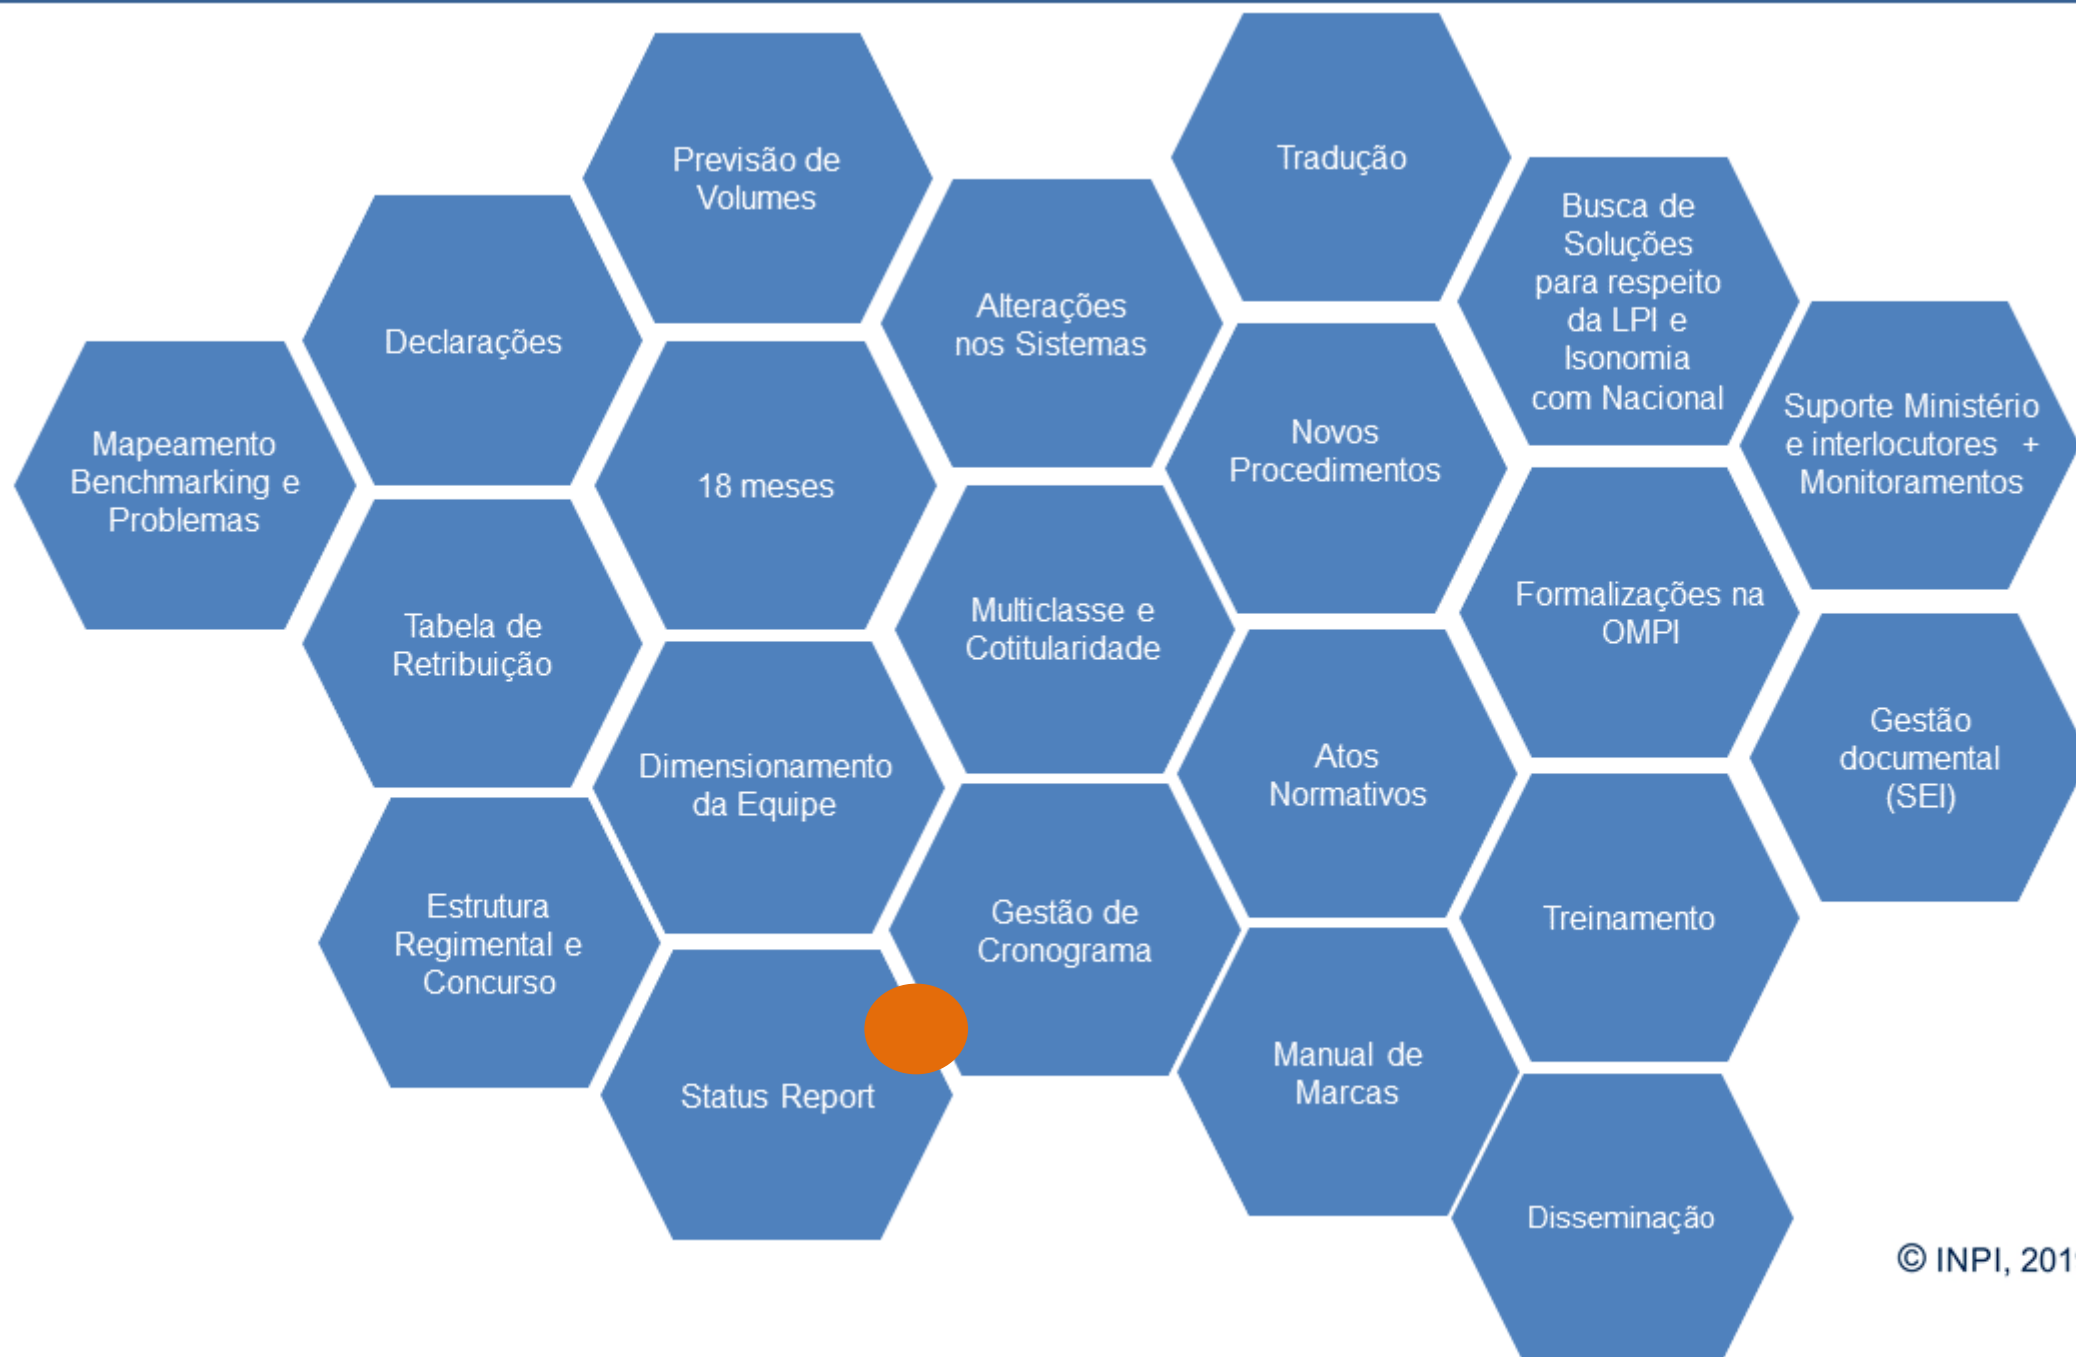 Previsão de
Volumes
Tradução
Declarações
Alterações
nos Sistemas
Busca de
Soluções
para respeito
da LPI e
Isonomia
com Nacional
Mapeamento
Benchmarking e
Problemas
18 meses
Novos
Procedimentos
Suporte Ministério
e interlocutores +
Monitoramentos
Tabela de
Retribuição
Multiclasse e
Cotitularidade
Formalizações na
OMPI
Dimensionamento
da Equipe
Atos
Normativos
Gestão
documental
(SEI)
Estrutura
Regimental e
Concurso
Gestão de
Cronograma
Treinamento
Status Report
Manual de
Marcas
Disseminação
© INPI, 201